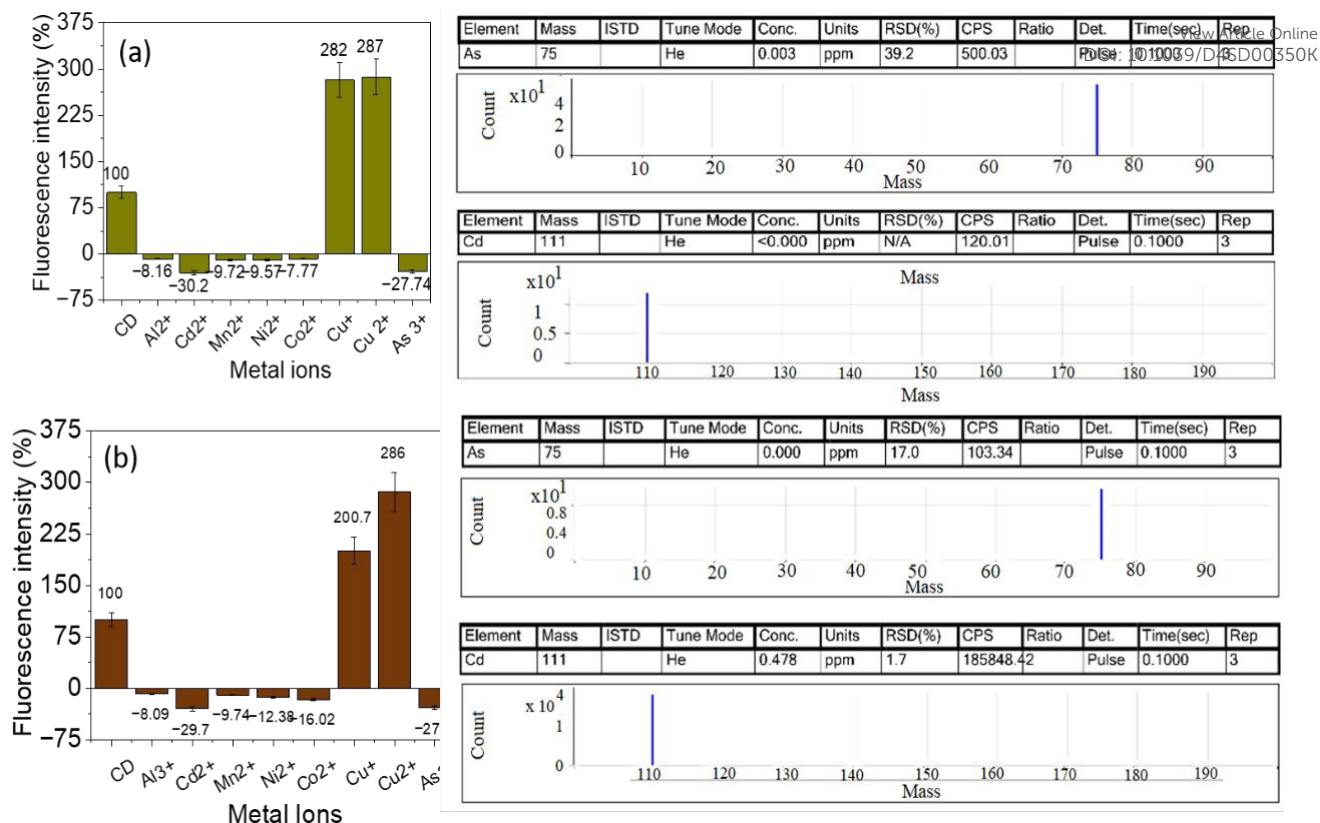 (a)
Fluorescence intensity (%)
375
300
225
150
75
0
−75
100
−8.16
−30.2
−9.72
−9.57
−7.77
282
287
−27.74
CD
Al2+
Cd2+
Mn2+
Ni2+
Co2+
Cu+
Cu 2+
As 3+
Metal ions
(b)
Fluorescence intensity (%)
375
300
225
150
75
0
−75
100
−8.09
−29.7
−9.74
−12.38
−16.02
200.7
286
−27
CD
Al3+
Cd2+
Mn2+
Ni2+
Co2+
Cu+
Cu2+
Metal Ions
View Article Online
Element Mass ISTD Tune Mode Conc. Units RSD(%) CPS Ratio Det. Time(sec) Rep
As 75 He 0.003 ppm 39.2 500.03 Pulse 0.1000 3
Count
x101
4
2
0
10 20 30 40 50 60 70 80 90
Mass
Element Mass ISTD Tune Mode Conc. Units RSD(%) CPS Ratio Det. Time(sec) Rep
Cd 111 He <0.000 ppm N/A 120.01 Pulse 0.1000 3
Mass
Count
x101
1
0.5
0
110 120 130 140 150 160 170 180 190
Mass
Element Mass ISTD Tune Mode Conc. Units RSD(%) CPS Ratio Det. Time(sec) Rep
As 75 He 0.000 ppm 17.0 103.34 Pulse 0.1000 3
Count
x101
0.8
0.4
0
10 20 30 40 50 60 70 80 90
Mass
Element Mass ISTD Tune Mode Conc. Units RSD(%) CPS Ratio Det. Time(sec) Rep
Cd 111 He 0.478 ppm 1.7 185848.42 Pulse 0.1000 3
Count
x 10 4
1
0
110 120 130 140 150 160 170 180 190
Mass